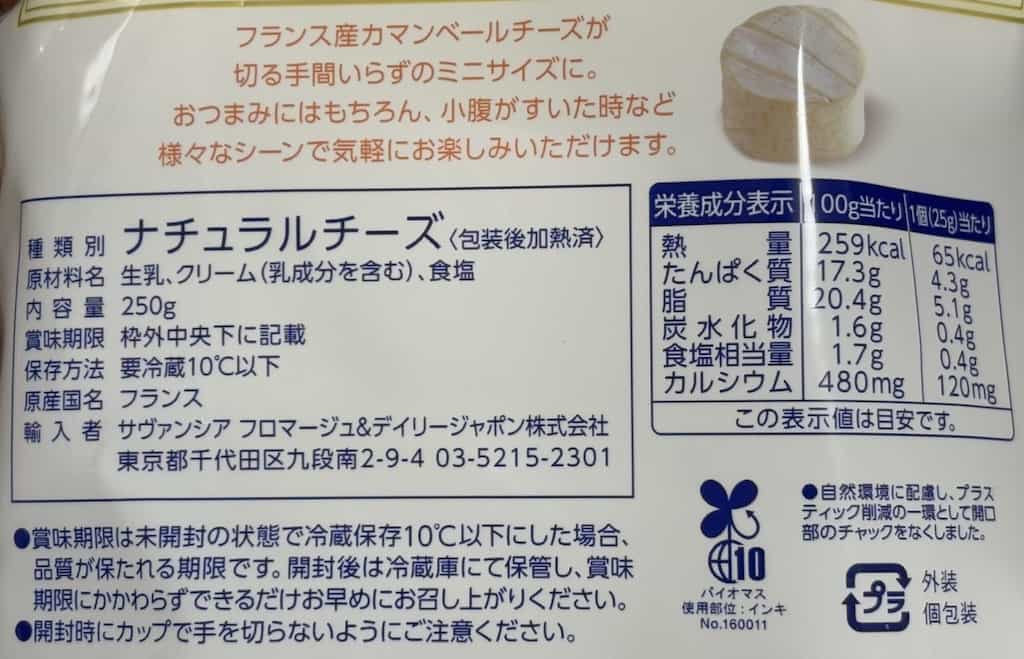 フランス産カマンベールチーズが
切る手間いらずのミニサイズに。
おつまみにはもちろん、小腹がすいた時など
様々なシーンで気軽にお楽しみいただけます。
種類別 ナチュラルチーズ〈包装後加熱済〉
原材料名 生乳、クリーム(乳成分を含む)、食塩
内容量 250g
賞味期限 枠外中央下に記載
保存方法 要冷蔵10℃以下
原産国名 フランス
輸入者 サヴァンシア フロマージュ&デイリージャポン株式会社
東京都千代田区九段南2-9-4 03-5215-2301
栄養成分表示 100g当たり 1個(25g)当たり
熱量 259kcal 65kcal
たんぱく質 17.3g 4.3g
脂質 20.4g 5.1g
炭水化物 1.6g 0.4g
食塩相当量 1.7g 0.4g
カルシウム 480mg 120mg
この表示値は目安です。
●賞味期限は未開封の状態で冷蔵保存10℃以下にした場合、
品質が保たれる期限です。開封後は冷蔵庫にて保管し、賞味
期限にかかわらずできるだけお早めにお召し上がりください。
●開封時にカップで手を切らないようにご注意ください。
10
バイオマス
使用部位:インキ
No.160011
●自然環境に配慮し、プラス
ティック削減の一環として開口
部のチャックをなくしました。
プラ
外装
個包装